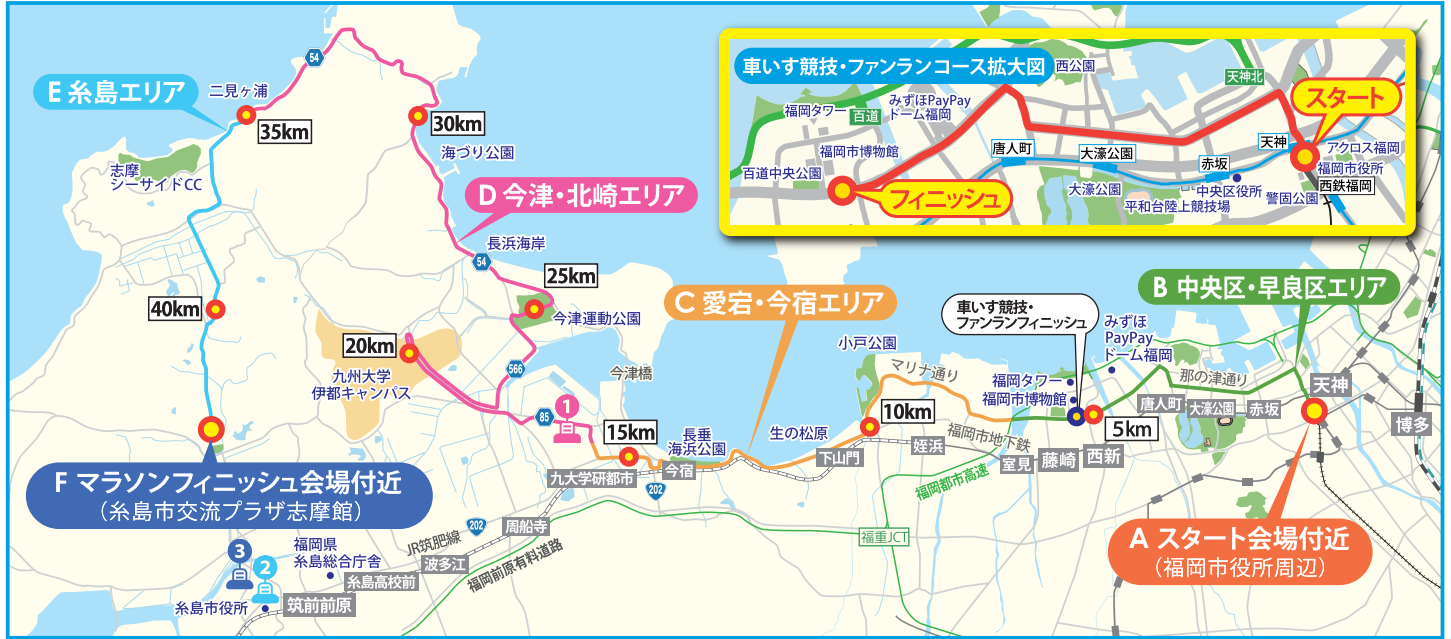 車いす競技・ファンランコース拡大図
西公園
天神北
スタート
福岡タワー
百道
みずほPayPay
ドーム福岡
福岡市博物館
唐人町
大濠公園
赤坂
天神
アクロス福岡
福岡市役所
百道中央公園
フィニッシュ
大濠公園
平和台陸上競技場
中央区役所
警固公園
西鉄福岡
54
E 糸島エリア
二見ヶ浦
35km
30km
海づり公園
志摩
シーサイドCC
D 今津・北崎エリア
長浜海岸
54
25km
今津運動公園
40km
20km
九州大学
伊都キャンパス
566
今津橋
85
1
15km
C 愛宕・今宿エリア
小戸公園
マリナ通り
10km
車いす競技・
ファンランフィニッシュ
みずほ
PayPay
ドーム福岡
福岡タワー
福岡市博物館
B 中央区・早良区エリア
那の津通り
天神
唐人町
大濠公園
赤坂
博多
5km
長垂
海浜公園
生の松原
九大学研都市
今宿
202
下山門
姪浜
福岡市地下鉄
室見
藤崎
西新
福岡都市高速
F マラソンフィニッシュ会場付近
(糸島市交流プラザ志摩館)
A スタート会場付近
(福岡市役所周辺)
福重JCT
202
周船寺
JR筑肥線
波多江
福岡前原有料道路
福岡県
糸島総合庁舎
糸島高校前
3
2
糸島市役所
筑前前原